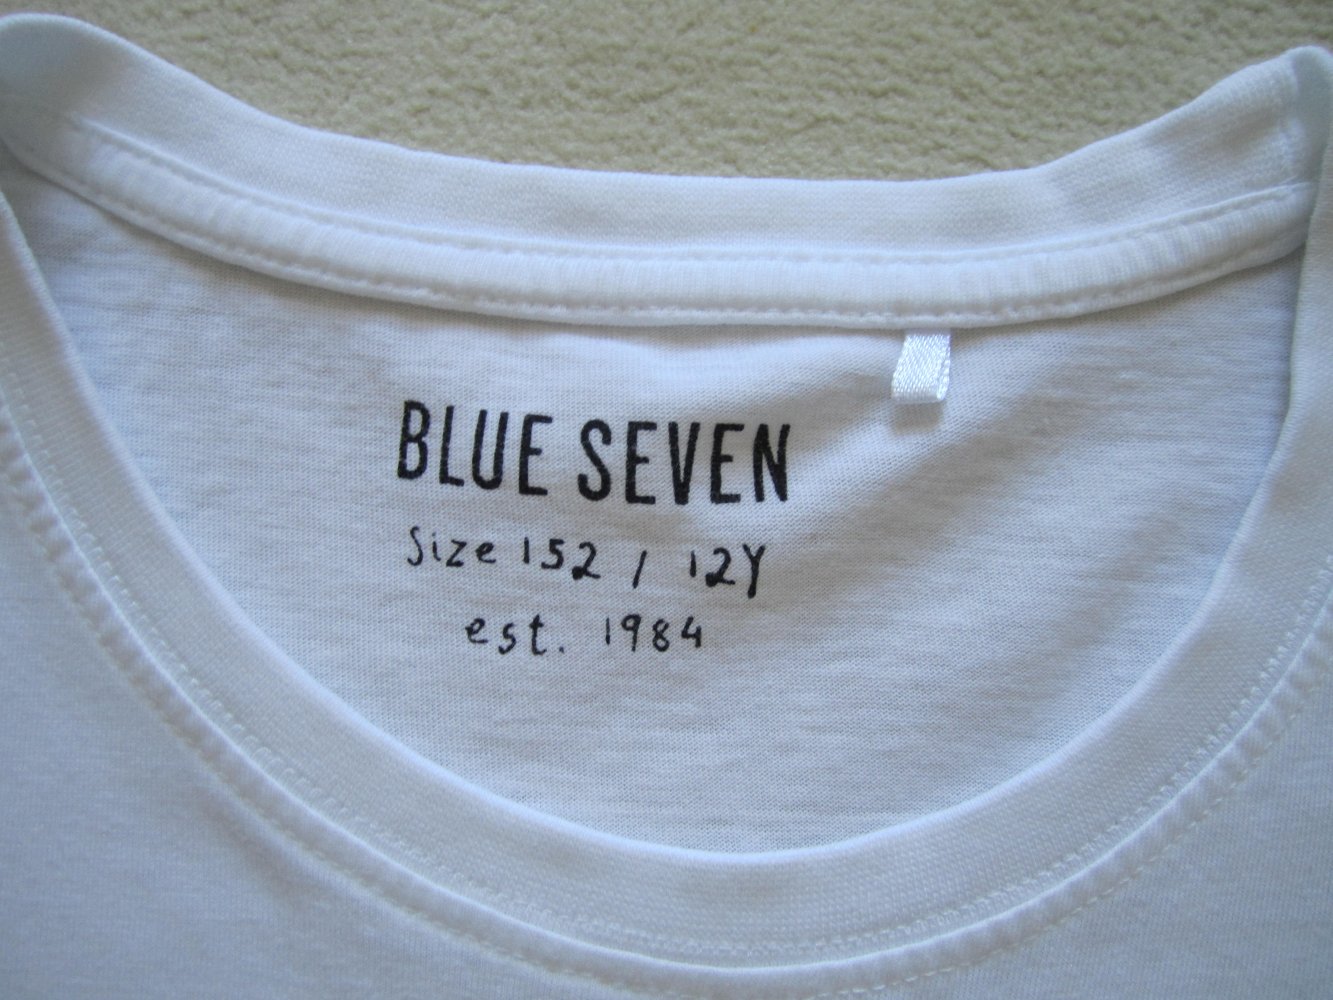 BLUE SEVEN
Size 152 / 12Y
est. 1984